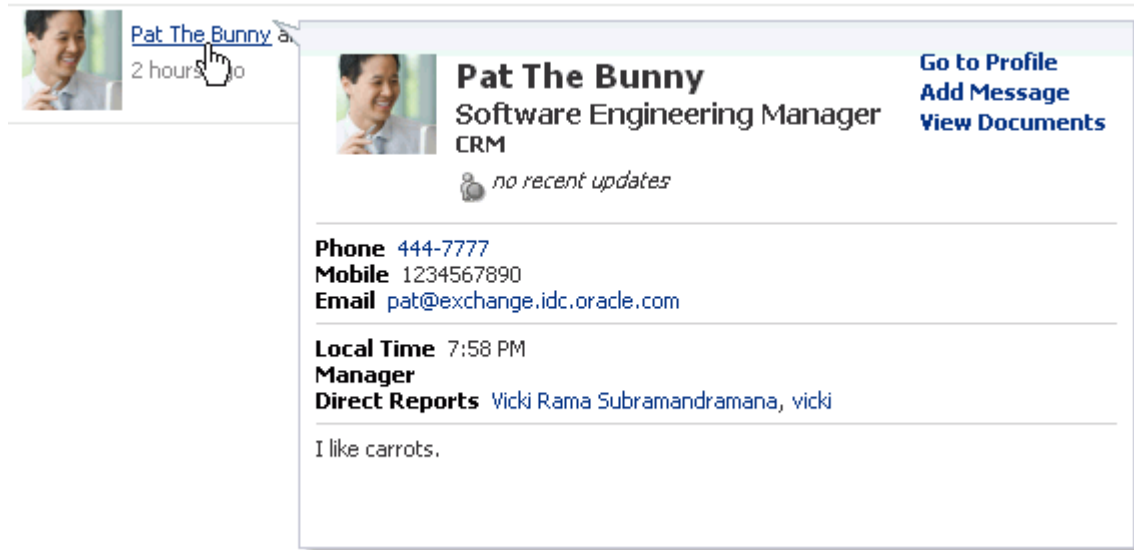 Pat The Bunny
2 hours
Pat The Bunny
Software Engineering Manager
CRM
no recent updates
Go to Profile
Add Message
View Documents
Phone 444-7777
Mobile 1234567890
Email pat@exchange.idc.oracle.com
Local Time 7:58 PM
Manager
Direct Reports Vicki Rama Subramandramana, vicki
I like carrots.